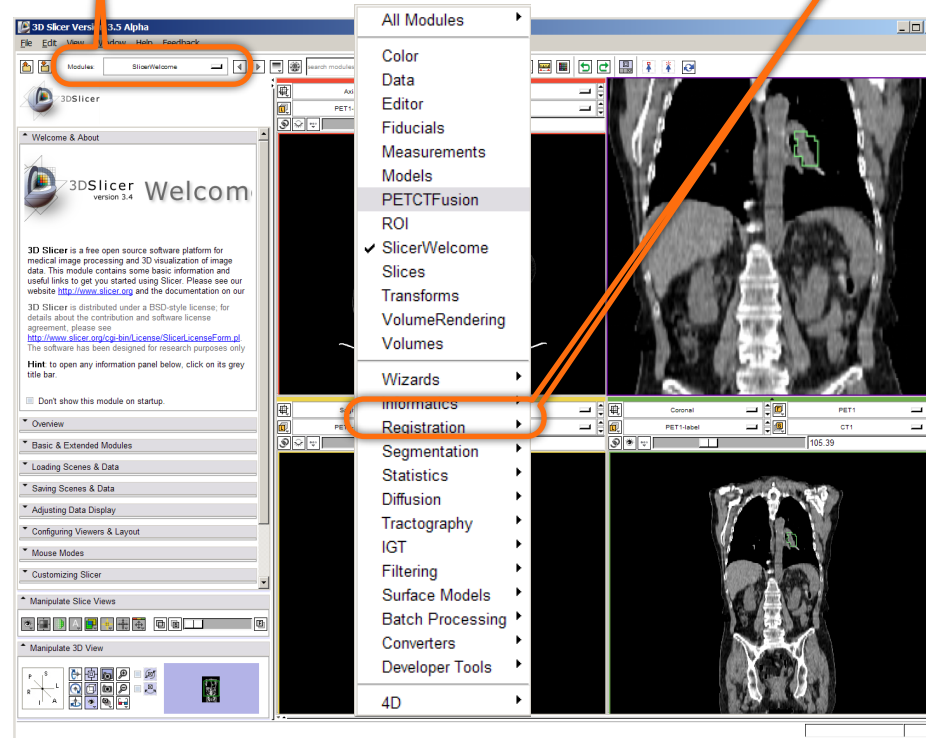 3D Slicer Version 3.5 Alpha
File Edit View Window Help Feedback
Modules SlicerWelcome search modules
3DSlicer
Welcome & About
3DSlicer
version 3.4
Welcom
3D Slicer is a free open source software platform for
medical image processing and 3D visualization of image
data. This module contains some basic information and
useful links to get you started using Slicer. Please see our
website http://www.slicer.org and the documentation on our
3D Slicer is distributed under a BSD-style license; for
details about the contribution and software license
agreement, please see
http://www.slicer.org/cgi-bin/License/SlicerLicenseForm.pl.
The software has been designed for research purposes only
Hint: to open any information panel below, click on its grey
title bar.
Don't show this module on startup.
Overview
Basic & Extended Modules
Loading Scenes & Data
Saving Scenes & Data
Adjusting Data Display
Configuring Viewers & Layout
Mouse Modes
Customizing Slicer
Manipulate Slice Views
Manipulate 3D View
P S
R L
I A
All Modules
Color
Data
Editor
Fiducials
Measurements
Models
PETCTFusion
ROI
SlicerWelcome
Slices
Transforms
VolumeRendering
Volumes
Wizards
Informatics
Registration
Segmentation
Statistics
Diffusion
Tractography
IGT
Filtering
Surface Models
Batch Processing
Converters
Developer Tools
4D
Coronal PET1
PET1-label CT1
105.39